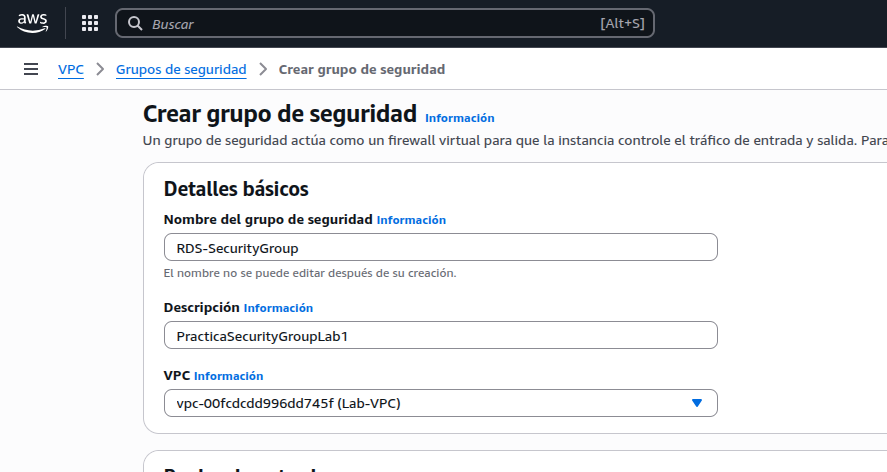 aws
Buscar [Alt+S]
VPC > Grupos de seguridad > Crear grupo de seguridad
Crear grupo de seguridad Información
Un grupo de seguridad actúa como un firewall virtual para que la instancia controle el tráfico de entrada y salida. Para
Detalles básicos
Nombre del grupo de seguridad Información
RDS-SecurityGroup
El nombre no se puede editar después de su creación.
Descripción Información
PracticaSecurityGroupLab1
VPC Información
vpc-00fcdcdd996dd745f (Lab-VPC)